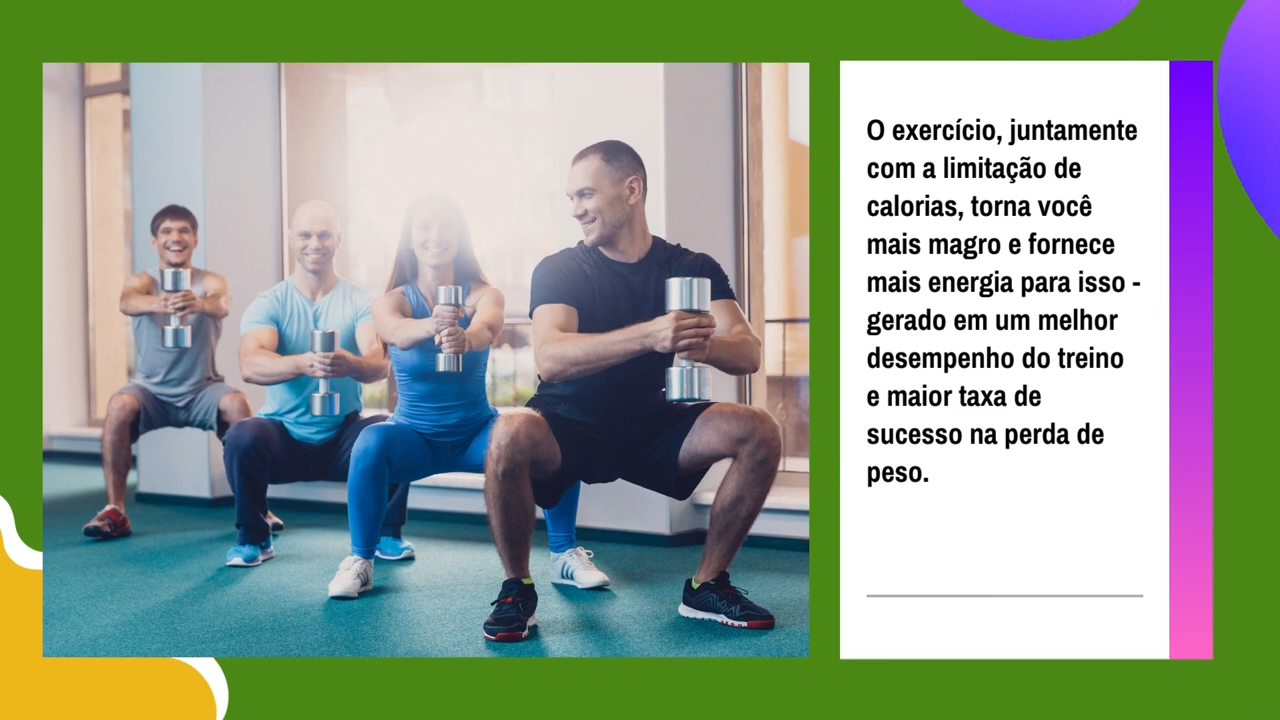 O exercício, juntamente
com a limitação de
calorias, torna você
mais magro e fornece
mais energia para isso -
gerado em um melhor
desempenho do treino
e maior taxa de
sucesso na perda de
peso.